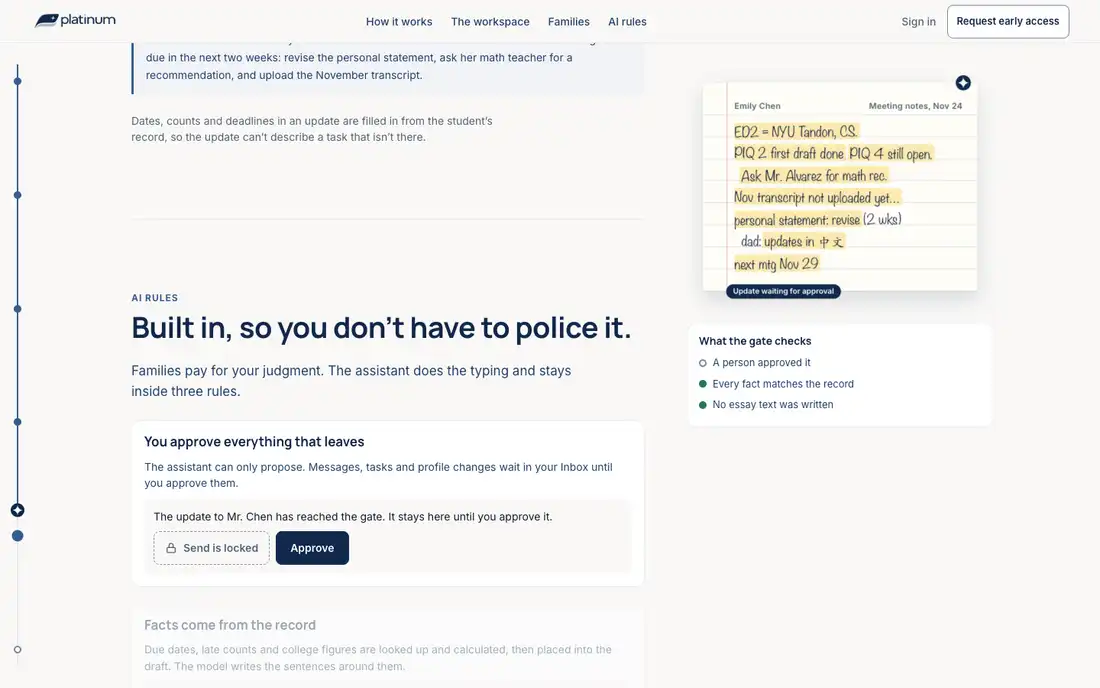 platinum
How it works
The workspace
Families
AI rules
Sign in
Request early access
due in the next two weeks: revise the personal statement, ask her math teacher for a
recommendation, and upload the November transcript.
Dates, counts and deadlines in an update are filled in from the student's
record, so the update can't describe a task that isn't there.
AI RULES
Built in, so you don't have to police it.
Families pay for your judgment. The assistant does the typing and stays
inside three rules.
You approve everything that leaves
The assistant can only propose. Messages, tasks and profile changes wait in your Inbox until
you approve them.
The update to Mr. Chen has reached the gate. It stays here until you approve it.
Send is locked
Approve
Facts come from the record
Due dates, late counts and college figures are looked up and calculated, then placed into the
draft. The model writes the sentences around them.
Emily Chen
Meeting notes, Nov 24
ED2 = NYU Tandon, CS.
PIQ 2 first draft done. PIQ 4 still open.
Ask Mr. Alvarez for math rec.
Nov transcript not uploaded yet...
personal statement: revise (2 wks)
dad: updates in 中文
next mtg Nov 29
Update waiting for approval
What the gate checks
A person approved it
Every fact matches the record
No essay text was written